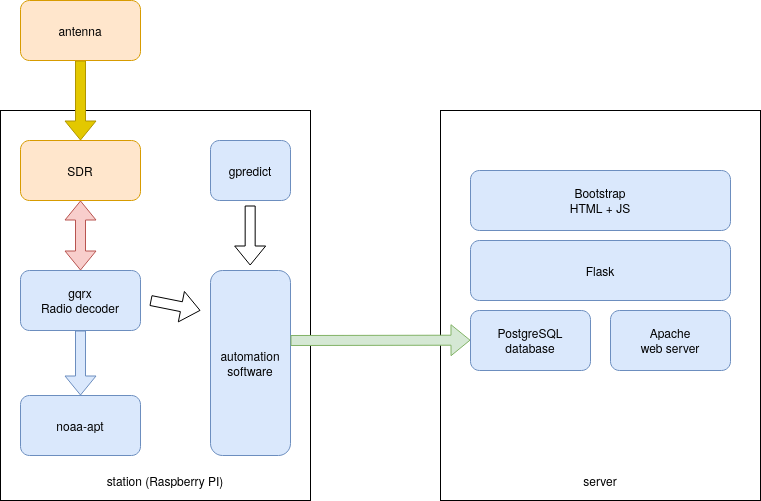 antenna
SDR
gpredict
gqrx
Radio decoder
automation
software
noaa-apt
station (Raspberry PI)
Bootstrap
HTML + JS
Flask
PostgreSQL
database
Apache
web server
server